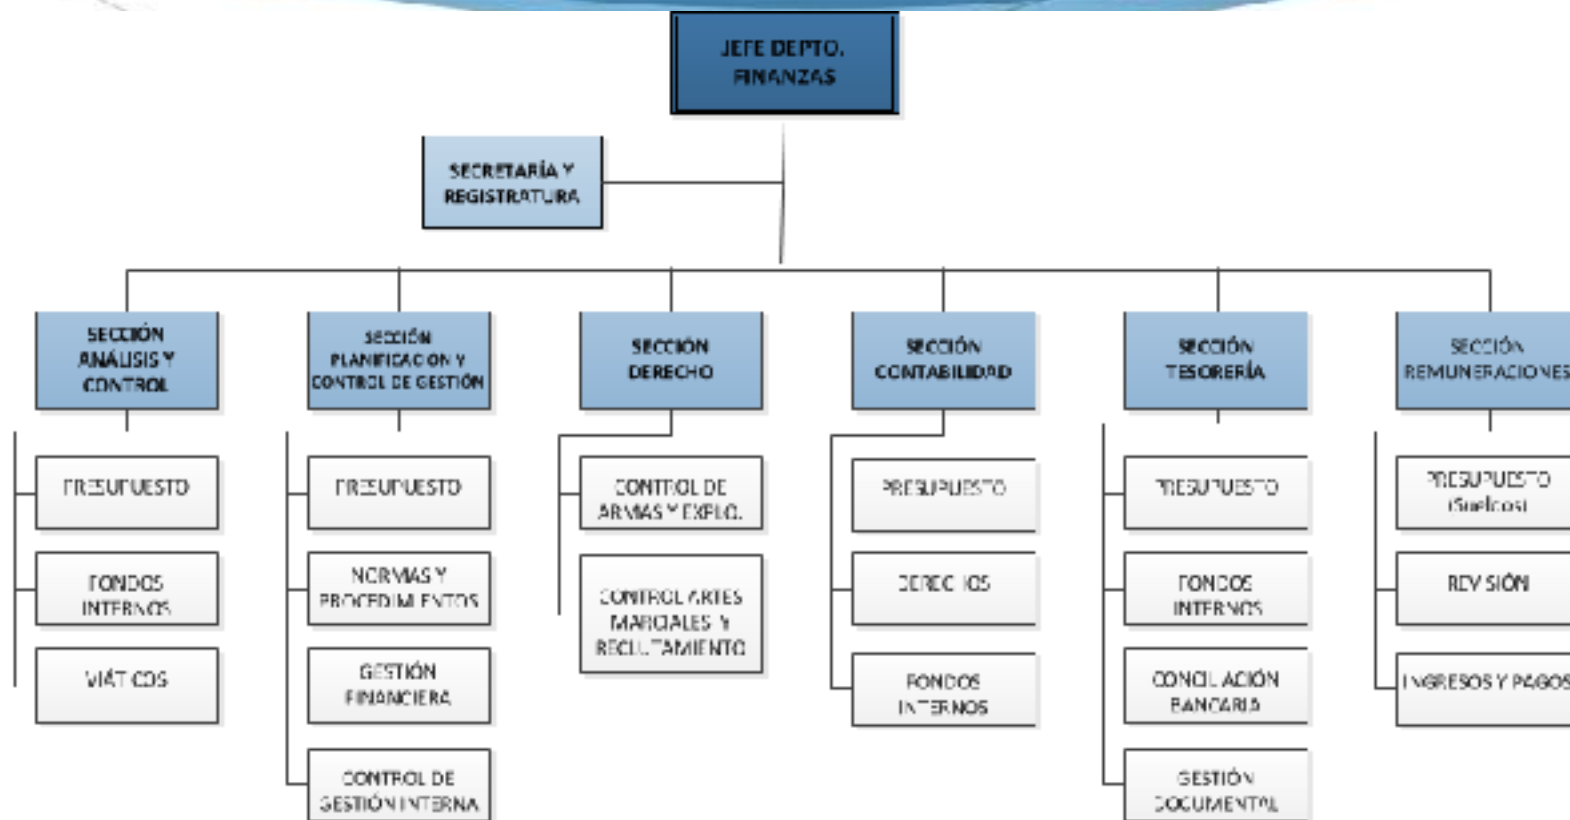 JEFE DEPTO.
FINANZAS
SECRETARÍA Y
REGISTRATURA
SECCIÓN
ANÁLISIS Y
CONTROL
PRESUPUESTO
FONDOS
INTERNOS
VIÁTICOS
SECCIÓN
PLANIFICACION Y
CONTROL DE GESTIÓN
PRESUPUESTO
NORMAS Y
PROCEDIMIENTOS
GESTIÓN
FINANCIERA
CONTROL DE
GESTIÓN INTERNA
SECCIÓN
DERECHO
CONTROL DE
ARMAS Y EXPLO.
CONTROL ARTES
MARCIALES Y
RECLUTAMIENTO
SECCIÓN
CONTABILIDAD
PRESUPUESTO
DERECHOS
FONDOS
INTERNOS
SECCIÓN
TESORERÍA
PRESUPUESTO
FONDOS
INTERNOS
CONCILIACIÓN
BANCARIA
GESTIÓN
DOCUMENTAL
SECCIÓN
REMUNERACIONES
PRESUPUESTO
(Sueldos)
REVISIÓN
INGRESOS Y PAGOS